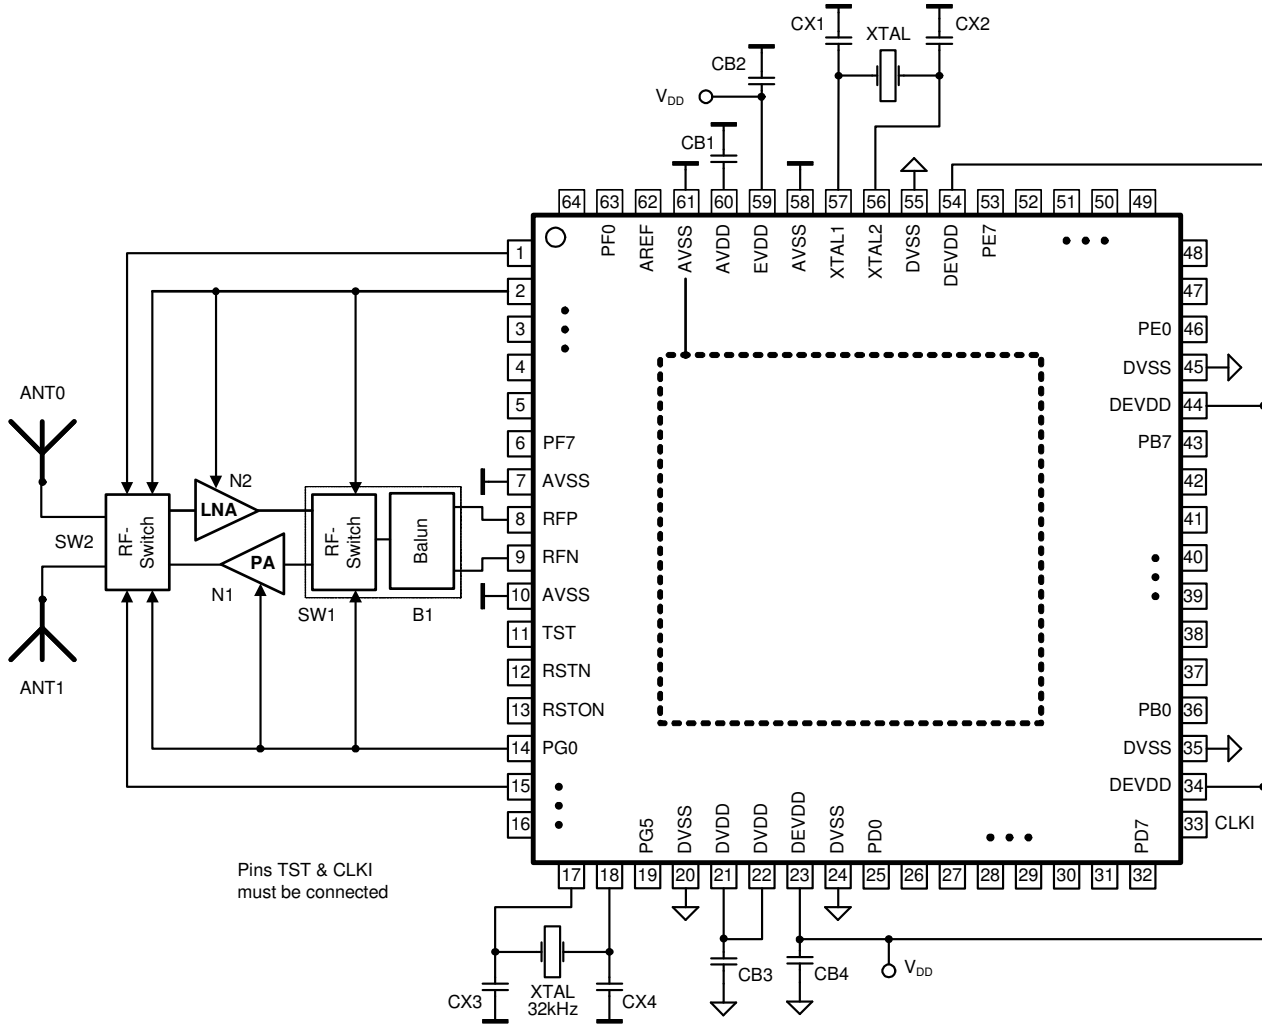 CX1
XTAL
CX2
CB2
V_DD
CB1
64 63 62 61 60 59 58 57 56 55 54 53 52 51 50 49
PF0
AREF
AVSS
AVDD
EVDD
AVSS
XTAL1
XTAL2
DVSS
DEVDD
PE7
1
2
3
4
5
6 PF7
7 AVSS
8 RFP
9 RFN
10 AVSS
11 TST
12 RSTN
13 RSTON
14 PG0
15
16
ANT0
SW2
RF-
Switch
N2
LNA
PA
N1
RF-
Switch
SW1
Balun
B1
ANT1
48
47
PE0 46
DVSS 45
DEVDD 44
PB7 43
42
41
40
39
38
37
PB0 36
DVSS 35
DEVDD 34
33 CLKI
PG5
DVSS
DVDD
DVDD
DEVDD
DVSS
PD0
PD7
17 18 19 20 21 22 23 24 25 26 27 28 29 30 31 32
Pins TST & CLKI
must be connected
CX3
XTAL
32kHz
CX4
CB3
CB4
V_DD